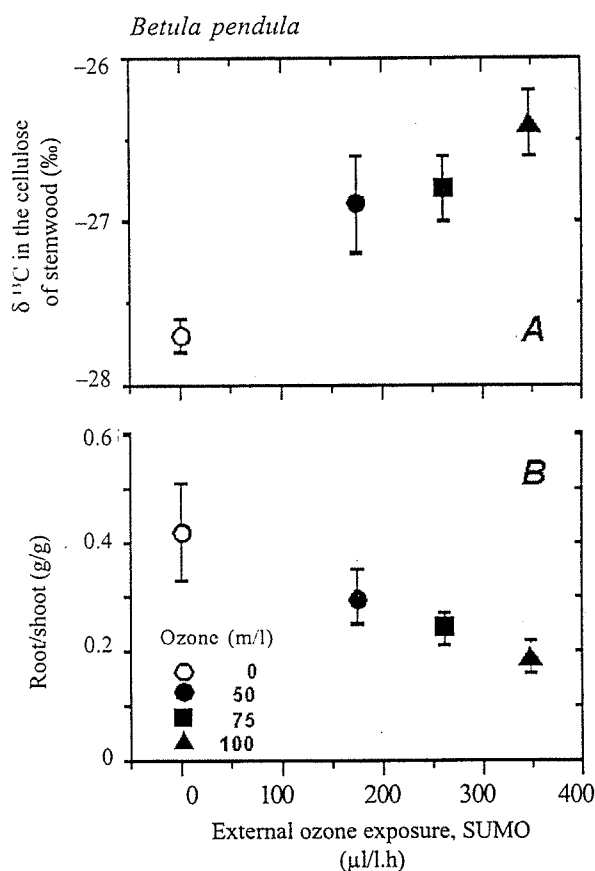 Betula pendula
δ ¹³C in the cellulose
of stemwood (‰)
−26
−27
−28
A
Root/shoot (g/g)
0.6
0.4
0.2
0
B
Ozone (m/l)
0
50
75
100
0 100 200 300 400
External ozone exposure, SUMO
(µl/l.h)